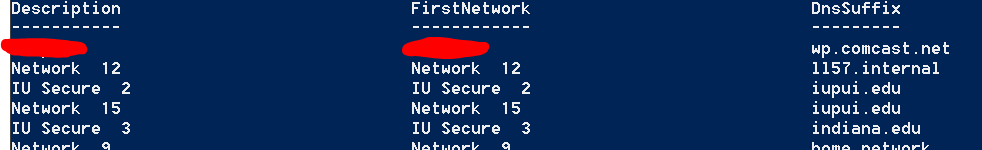 Description FirstNetwork DnsSuffix
----------- ------------ ---------
wp.comcast.net
Network 12 Network 12 1157.internal
IU Secure 2 IU Secure 2 iupui.edu
Network 15 Network 15 iupui.edu
IU Secure 3 IU Secure 3 indiana.edu
Network 9 Network 9 home.network